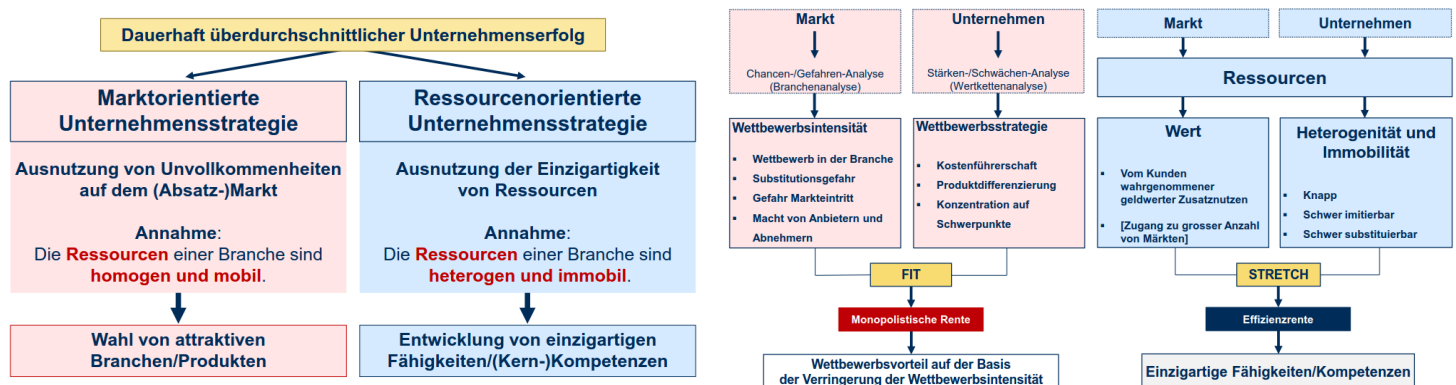 Dauerhaft überdurchschnittlicher Unternehmenserfolg
Marktorientierte
Unternehmensstrategie
Ausnutzung von Unvollkommenheiten
auf dem (Absatz-)Markt
Annahme:
Die Ressourcen einer Branche sind
homogen und mobil.
Wahl von attraktiven
Branchen/Produkten
Ressourcenorientierte
Unternehmensstrategie
Ausnutzung der Einzigartigkeit
von Ressourcen
Annahme:
Die Ressourcen einer Branche sind
heterogen und immobil.
Entwicklung von einzigartigen
Fähigkeiten/(Kern-)Kompetenzen
Markt
Chancen-/Gefahren-Analyse
(Branchenanalyse)
Unternehmen
Stärken-/Schwächen-Analyse
(Wertkettenanalyse)
Wettbewerbsintensität
▪ Wettbewerb in der Branche
▪ Substitutionsgefahr
▪ Gefahr Markteintritt
▪ Macht von Anbietern und
Abnehmern
Wettbewerbsstrategie
▪ Kostenführerschaft
▪ Produktdifferenzierung
▪ Konzentration auf
Schwerpunkte
FIT
Monopolistische Rente
Wettbewerbsvorteil auf der Basis
der Verringerung der Wettbewerbsintensität
Markt
Unternehmen
Ressourcen
Wert
▪ Vom Kunden
wahrgenommener
geldwerter Zusatznutzen
▪ [Zugang zu grosser Anzahl
von Märkten]
Heterogenität und
Immobilität
▪ Knapp
▪ Schwer imitierbar
▪ Schwer substituierbar
STRETCH
Effizienzrente
Einzigartige Fähigkeiten/Kompetenzen